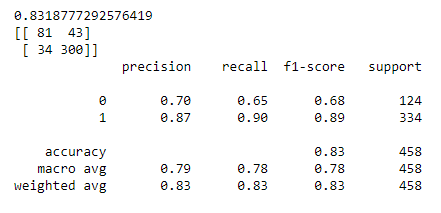 0.8318777292576419
[[ 81  43]
 [ 34 300]]
              precision    recall  f1-score   support

           0       0.70      0.65      0.68       124
           1       0.87      0.90      0.89       334

    accuracy                           0.83       458
   macro avg       0.79      0.78      0.78       458
weighted avg       0.83      0.83      0.83       458